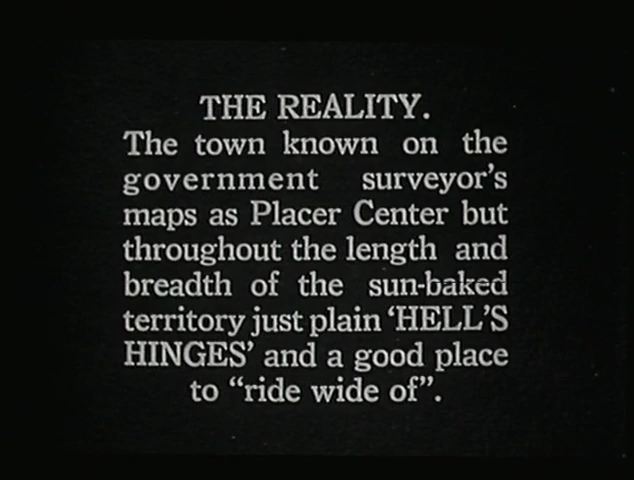 THE REALITY.
The town known on the
government surveyor's
maps as Placer Center but
throughout the length and
breadth of the sun-baked
territory just plain ‘HELL'S
HINGES’ and a good place
to “ride wide of”.